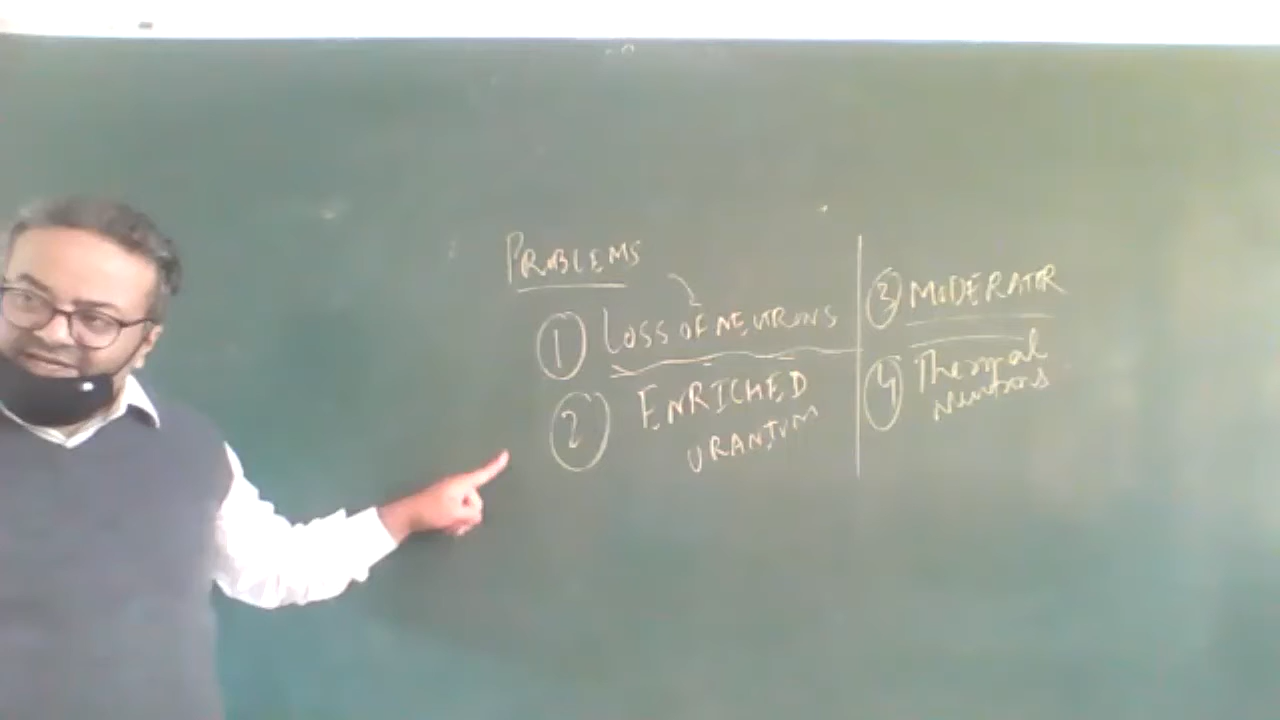 PROBLEMS
① LOSS OF NEUTRONS
② ENRICHED
URANIUM
③ MODERATOR
④ Thermal
Neutrons